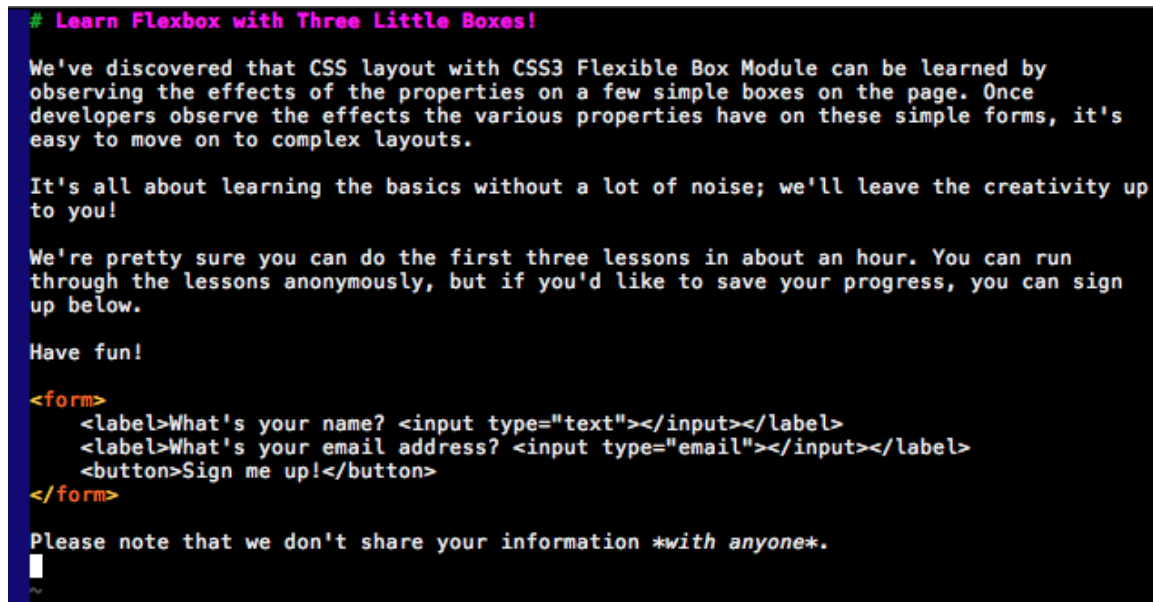 # Learn Flexbox with Three Little Boxes!
We've discovered that CSS layout with CSS3 Flexible Box Module can be learned by
observing the effects of the properties on a few simple boxes on the page. Once
developers observe the effects the various properties have on these simple forms, it's
easy to move on to complex layouts.
It's all about learning the basics without a lot of noise; we'll leave the creativity up
to you!
We're pretty sure you can do the first three lessons in about an hour. You can run
through the lessons anonymously, but if you'd like to save your progress, you can sign
up below.
Have fun!
<form>
    <label>What's your name? <input type="text"></input></label>
    <label>What's your email address? <input type="email"></input></label>
    <button>Sign me up!</button>
</form>
Please note that we don't share your information *with anyone*.
~